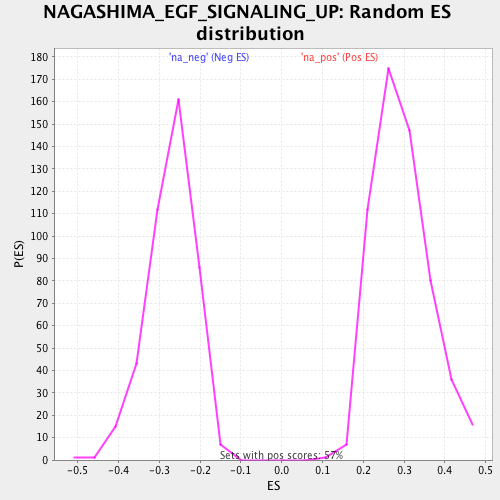 NAGASHIMA_EGF_SIGNALING_UP: Random ES
distribution
'na_neg' (Neg ES) 'na_pos' (Pos ES)
P(ES)
180
170
160
150
140
130
120
110
100
90
80
70
60
50
40
30
20
10
0
Sets with pos scores: 57%
-0.5 -0.4 -0.3 -0.2 -0.1 0.0 0.1 0.2 0.3 0.4 0.5
ES